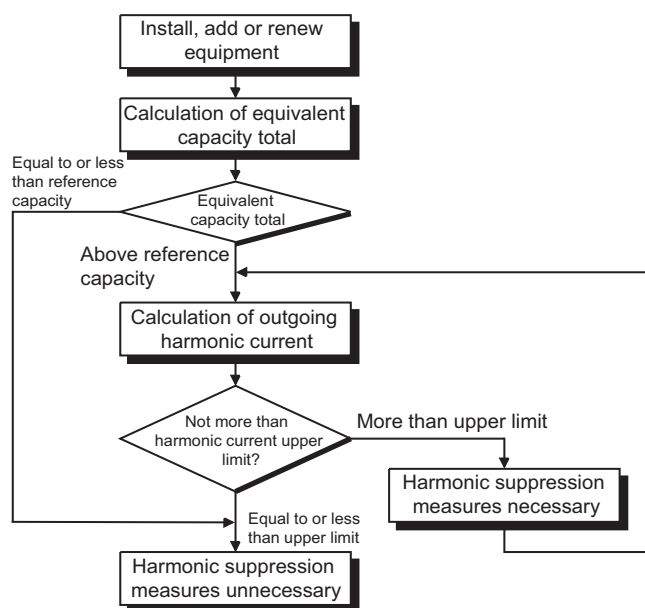 Install, add or renew
equipment
Calculation of equivalent
capacity total
Equal to or less
than reference
capacity
Equivalent
capacity total
Above reference
capacity
Calculation of outgoing
harmonic current
Not more than
harmonic current upper
limit?
More than upper limit
Harmonic suppression
measures necessary
Equal to or less
than upper limit
Harmonic suppression
measures unnecessary